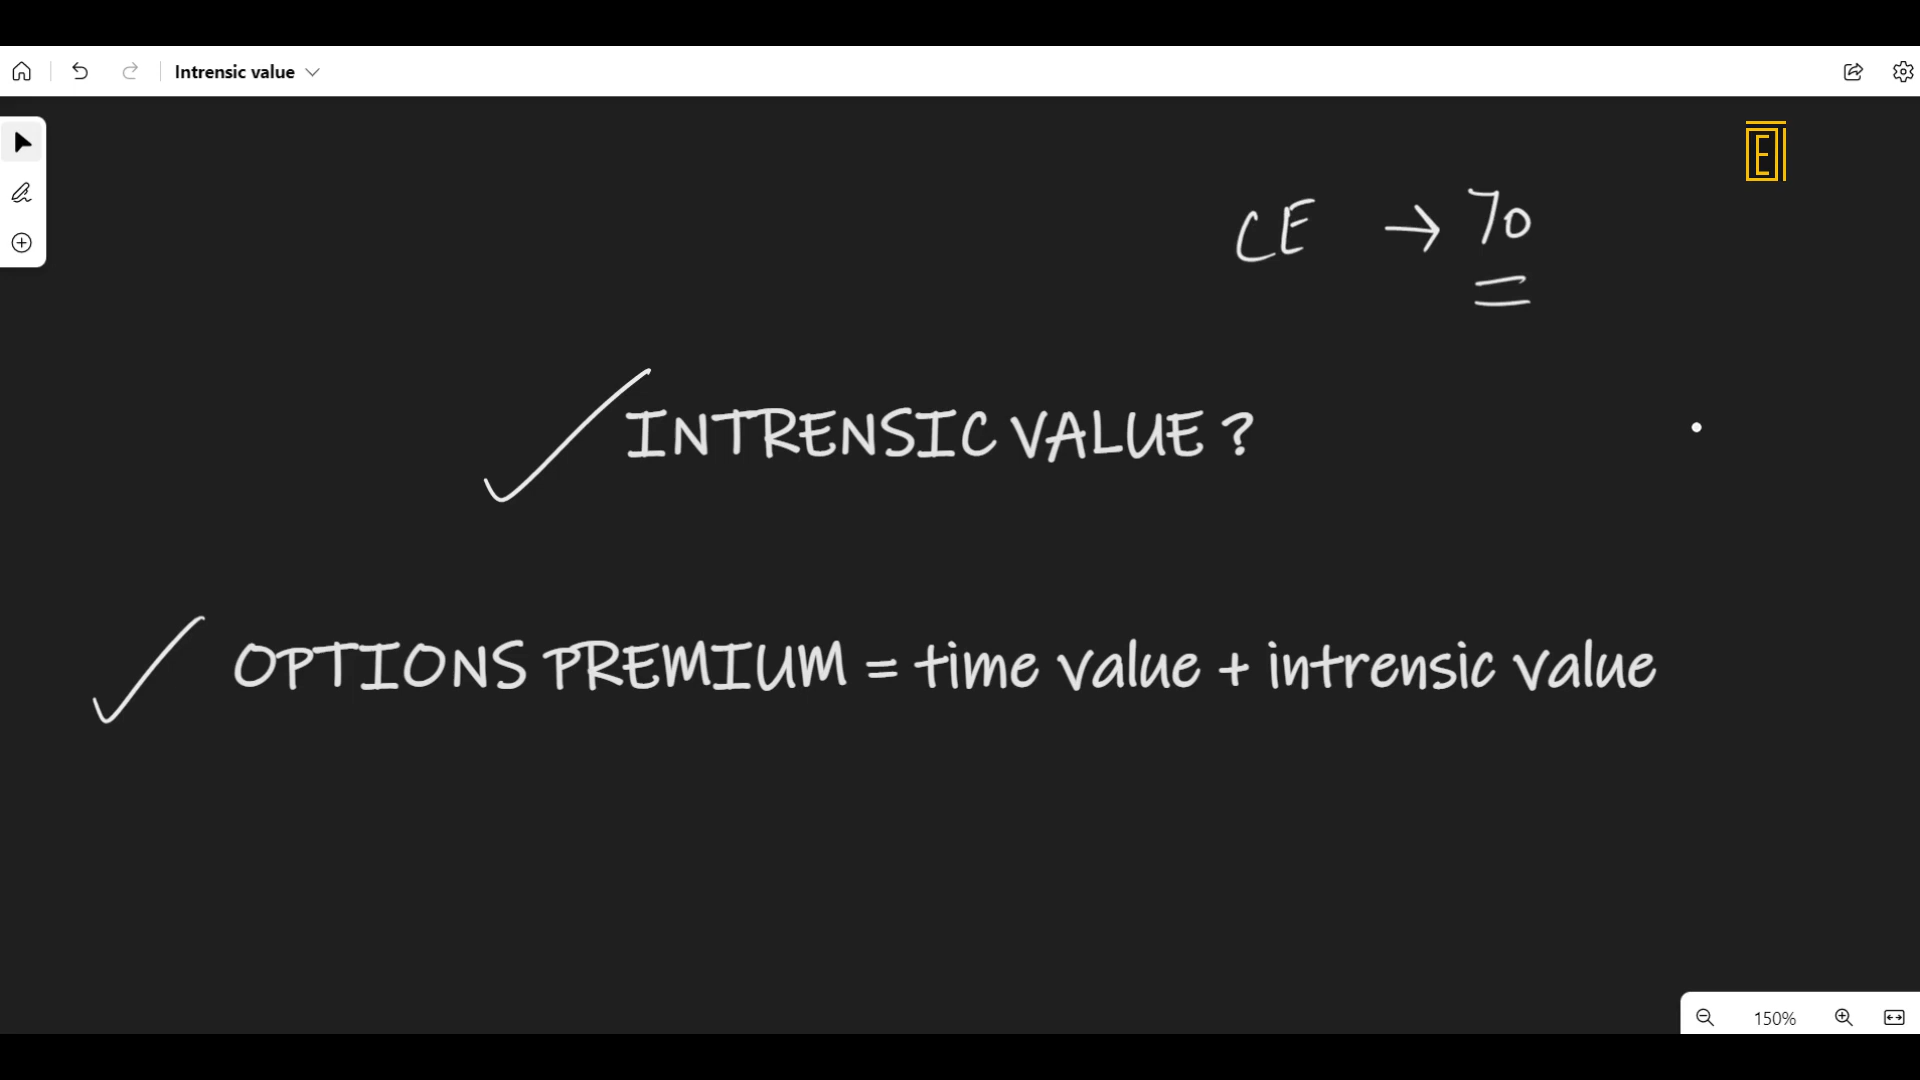 Intrensic value
E
CE → 70
INTRENSIC VALUE ?
OPTIONS PREMIUM = time value + intrensic value
150%